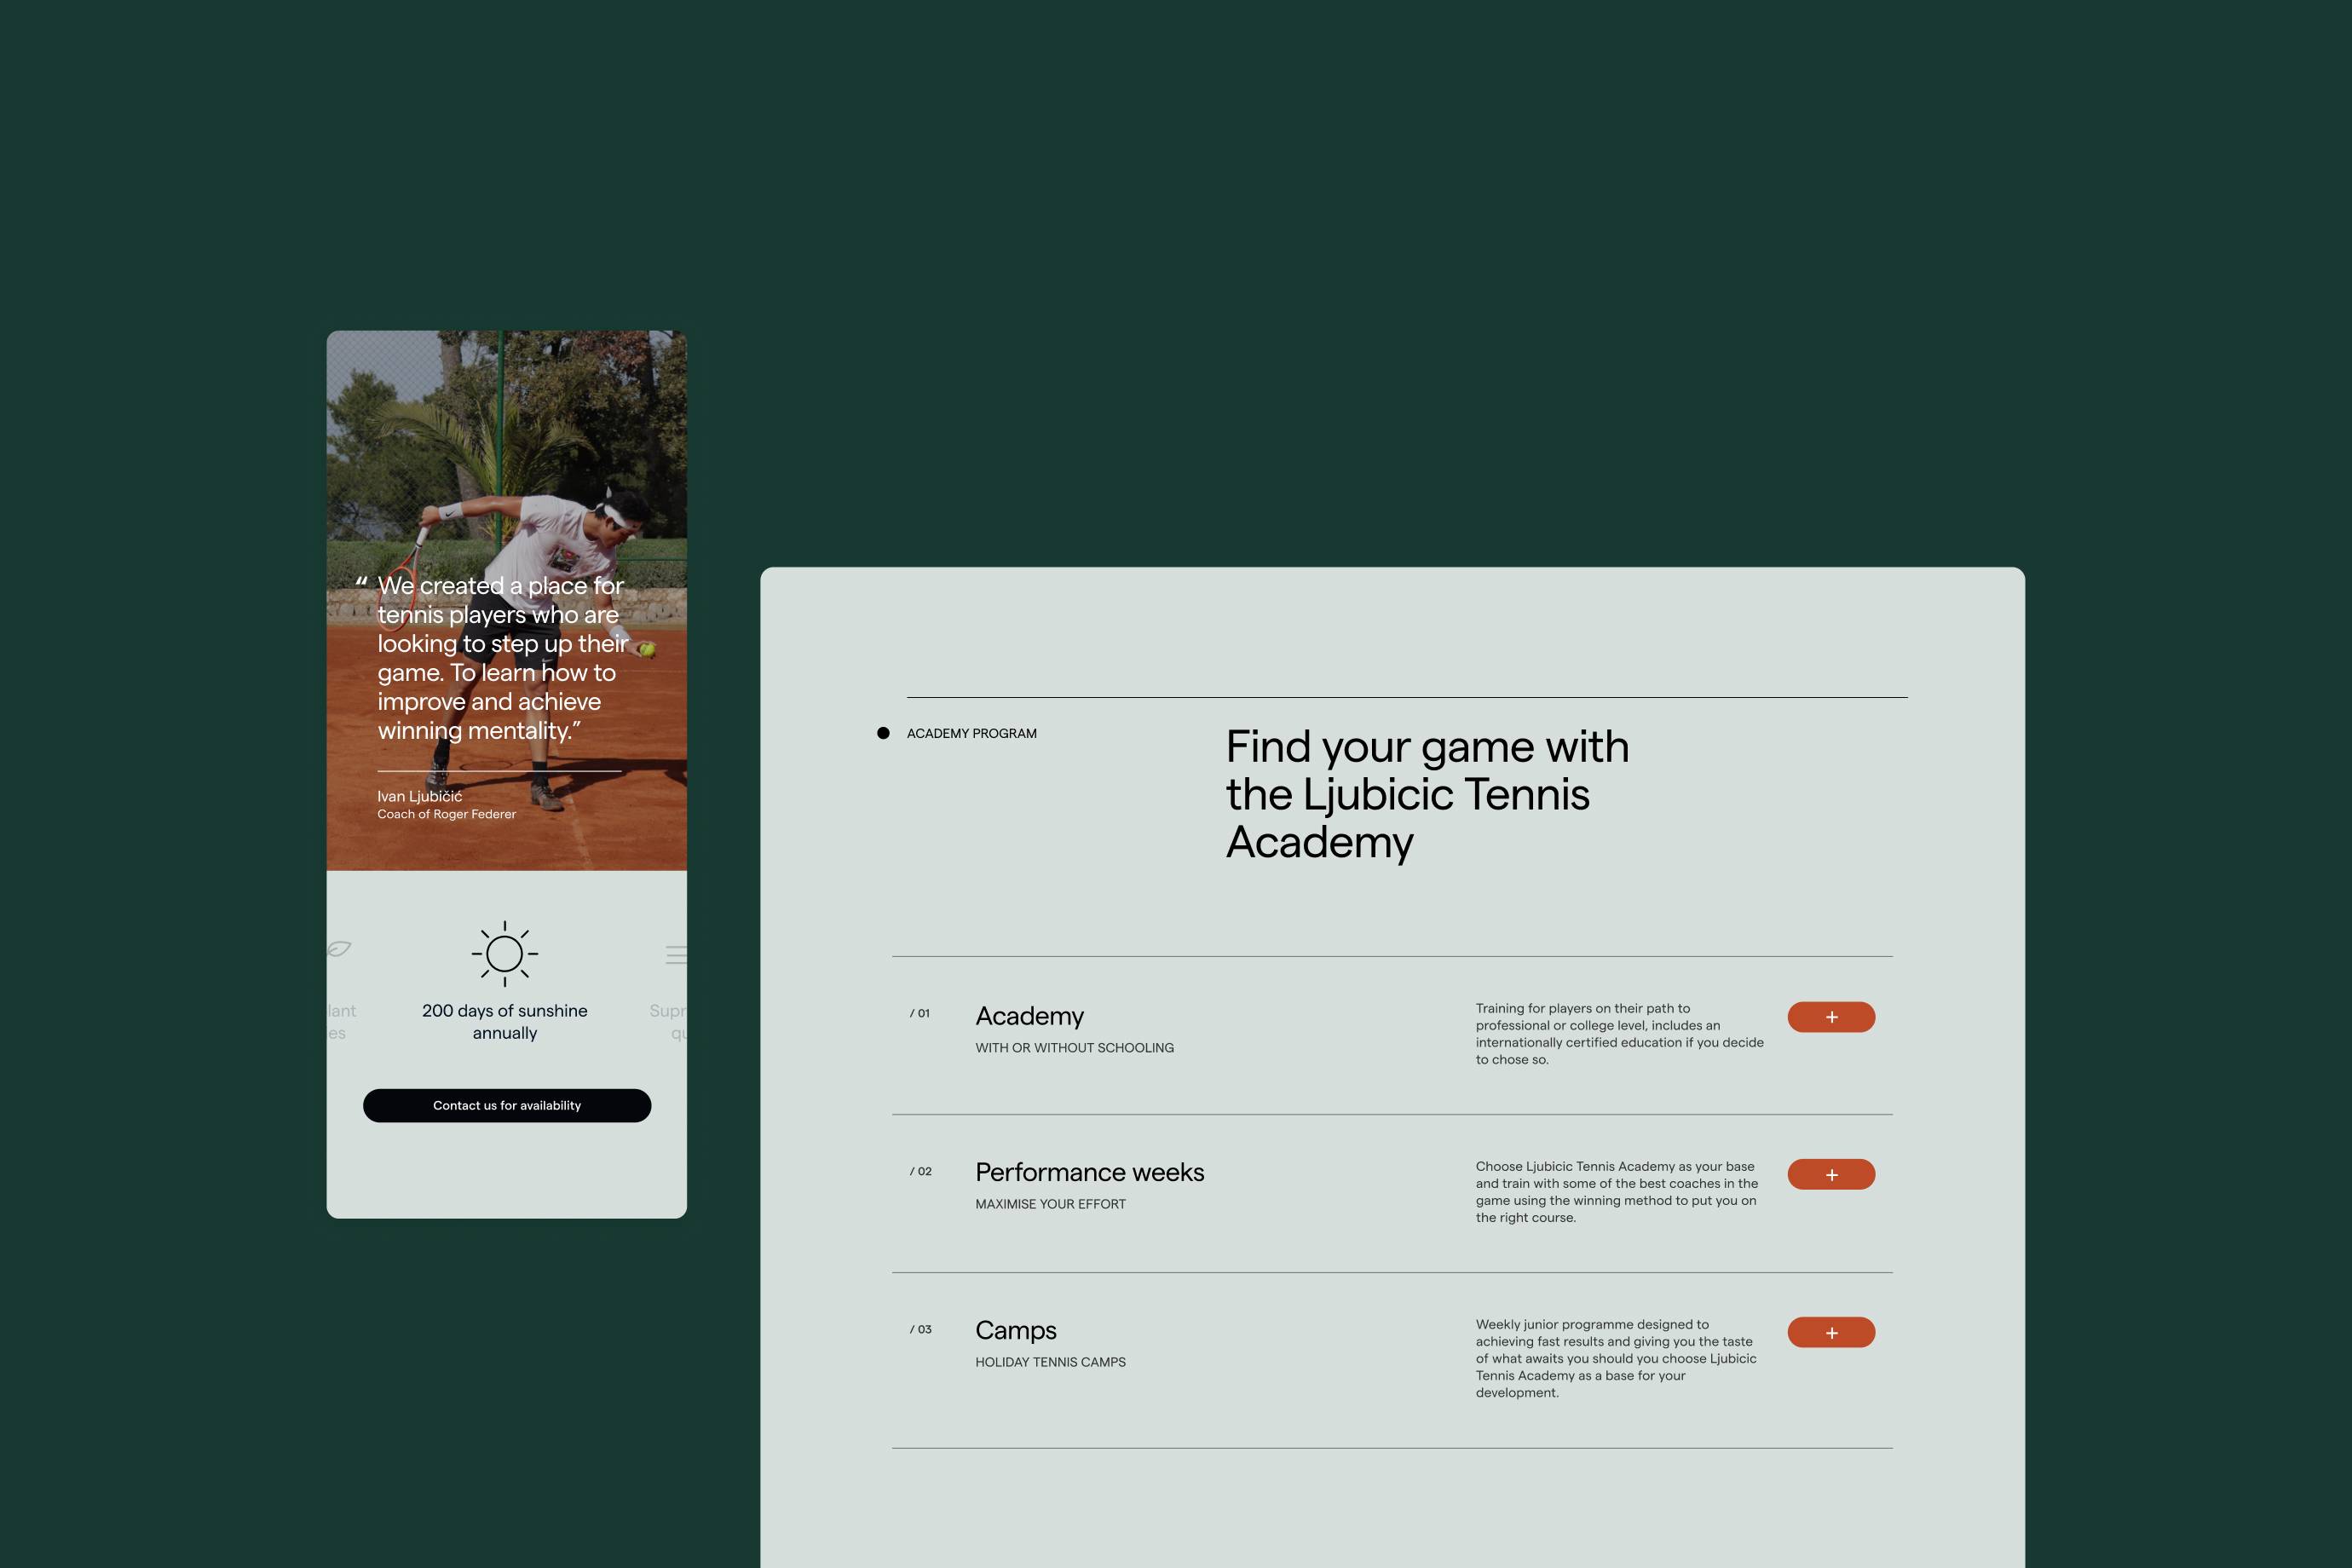 “ We created a place for
tennis players who are
looking to step up their
game. To learn how to
improve and achieve
winning mentality.”
Ivan Ljubičić
Coach of Roger Federer
200 days of sunshine
annually
Contact us for availability
ACADEMY PROGRAM
Find your game with
the Ljubicic Tennis
Academy
/ 01
Academy
WITH OR WITHOUT SCHOOLING
Training for players on their path to
professional or college level, includes an
internationally certified education if you decide
to chose so.
+
/ 02
Performance weeks
MAXIMISE YOUR EFFORT
Choose Ljubicic Tennis Academy as your base
and train with some of the best coaches in the
game using the winning method to put you on
the right course.
+
/ 03
Camps
HOLIDAY TENNIS CAMPS
Weekly junior programme designed to
achieving fast results and giving you the taste
of what awaits you should you choose Ljubicic
Tennis Academy as a base for your
development.
+